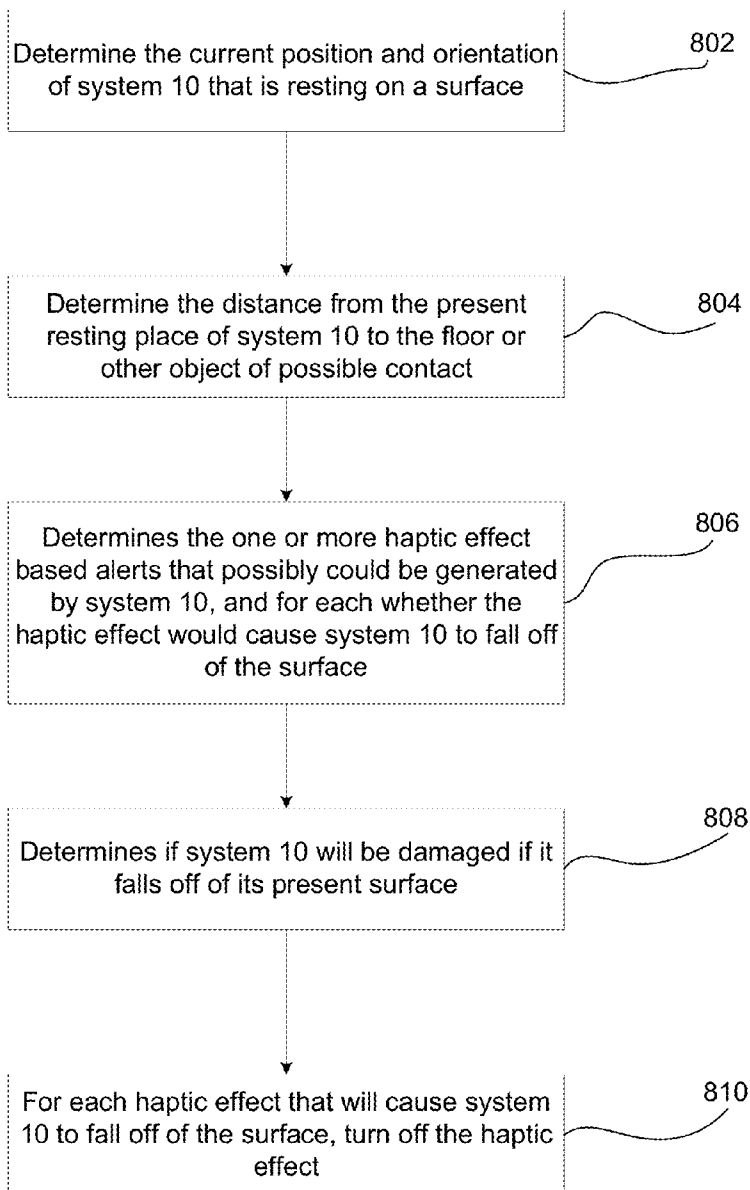 Determine the current position and orientation
of system 10 that is resting on a surface
802
Determine the distance from the present
resting place of system 10 to the floor or
other object of possible contact
804
Determines the one or more haptic effect
based alerts that possibly could be generated
by system 10, and for each whether the
haptic effect would cause system 10 to fall off
of the surface
806
Determines if system 10 will be damaged if it
falls off of its present surface
808
For each haptic effect that will cause system
10 to fall off of the surface, turn off the haptic
effect
810